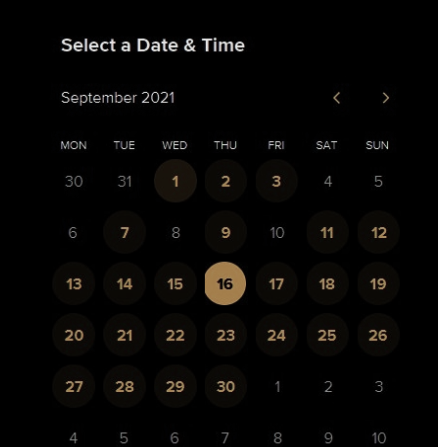 Select a Date & Time
September 2021
MON TUE WED THU FRI SAT SUN
30 31 1 2 3 4 5
6 7 8 9 10 11 12
13 14 15 16 17 18 19
20 21 22 23 24 25 26
27 28 29 30 1 2 3
4 5 6 7 8 9 10